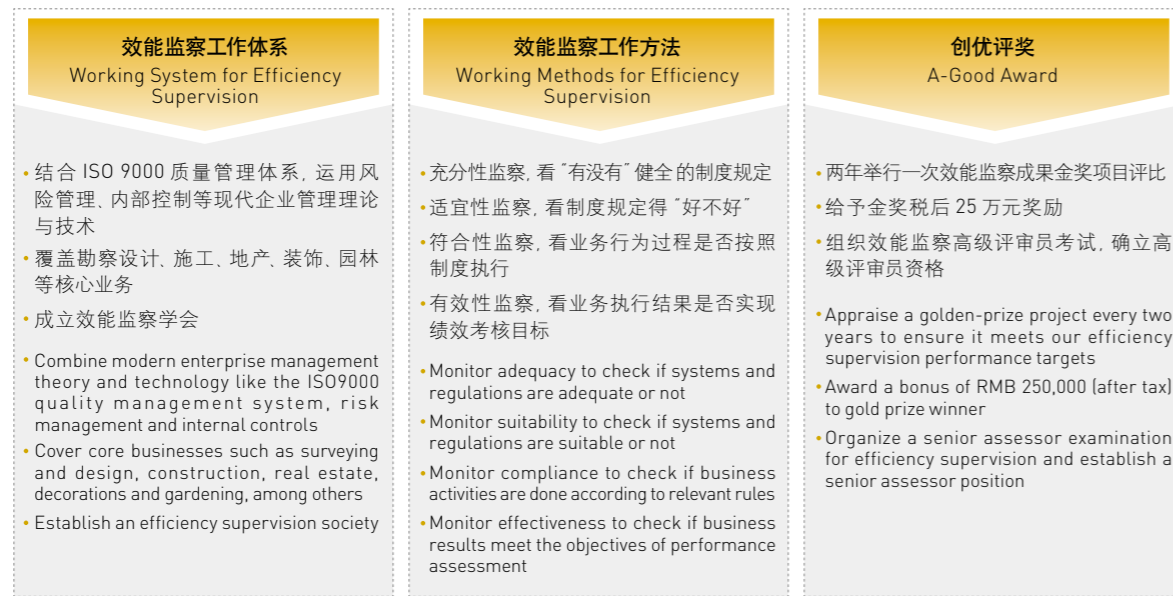 效能监察工作体系
Working System for Efficiency
Supervision
• 结合 ISO 9000 质量管理体系, 运用风
险管理、内部控制等现代企业管理理论
与技术
• 覆盖勘察设计、施工、地产、装饰、园林
等核心业务
• 成立效能监察学会
• Combine modern enterprise management
theory and technology like the ISO9000
quality management system, risk
management and internal controls
• Cover core businesses such as surveying
and design, construction, real estate,
decorations and gardening, among others
• Establish an efficiency supervision society
效能监察工作方法
Working Methods for Efficiency
Supervision
• 充分性监察, 看“有没有”健全的制度规定
• 适宜性监察, 看制度规定得“好不好”
• 符合性监察, 看业务行为过程是否按照
制度执行
• 有效性监察, 看业务执行结果是否实现
绩效考核目标
• Monitor adequacy to check if systems and
regulations are adequate or not
• Monitor suitability to check if systems and
regulations are suitable or not
• Monitor compliance to check if business
activities are done according to relevant rules
• Monitor effectiveness to check if business
results meet the objectives of performance
assessment
创优评奖
A-Good Award
• 两年举行一次效能监察成果金奖项目评比
• 给予金奖税后 25 万元奖励
• 组织效能监察高级评审员考试, 确立高
级评审员资格
• Appraise a golden-prize project every two
years to ensure it meets our efficiency
supervision performance targets
• Award a bonus of RMB 250,000 (after tax)
to gold prize winner
• Organize a senior assessor examination
for efficiency supervision and establish a
senior assessor position